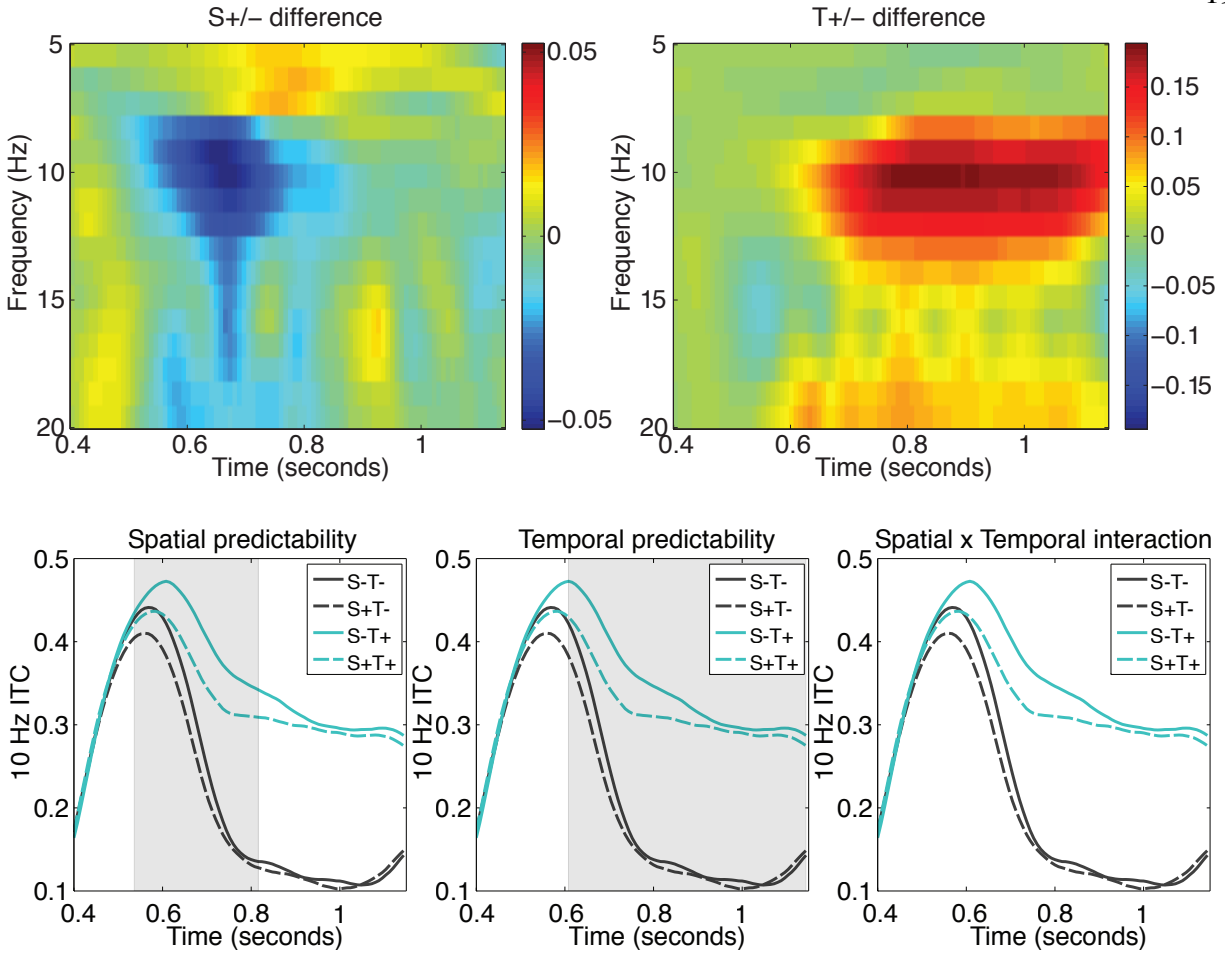 S+/− difference
T+/− difference
5
10
15
20
Frequency (Hz)
0.4
0.6
0.8
1
Time (seconds)
0.05
0
−0.05
5
10
15
20
Frequency (Hz)
0.4
0.6
0.8
1
Time (seconds)
0.15
0.1
0.05
0
−0.05
−0.1
−0.15
Spatial predictability
0.5
0.4
0.3
0.2
0.1
10 Hz ITC
S-T-
S+T-
S-T+
S+T+
0.4
0.6
0.8
1
Time (seconds)
Temporal predictability
0.5
0.4
0.3
0.2
0.1
10 Hz ITC
S-T-
S+T-
S-T+
S+T+
0.4
0.6
0.8
1
Time (seconds)
Spatial x Temporal interaction
0.5
0.4
0.3
0.2
0.1
10 Hz ITC
S-T-
S+T-
S-T+
S+T+
0.4
0.6
0.8
1
Time (seconds)